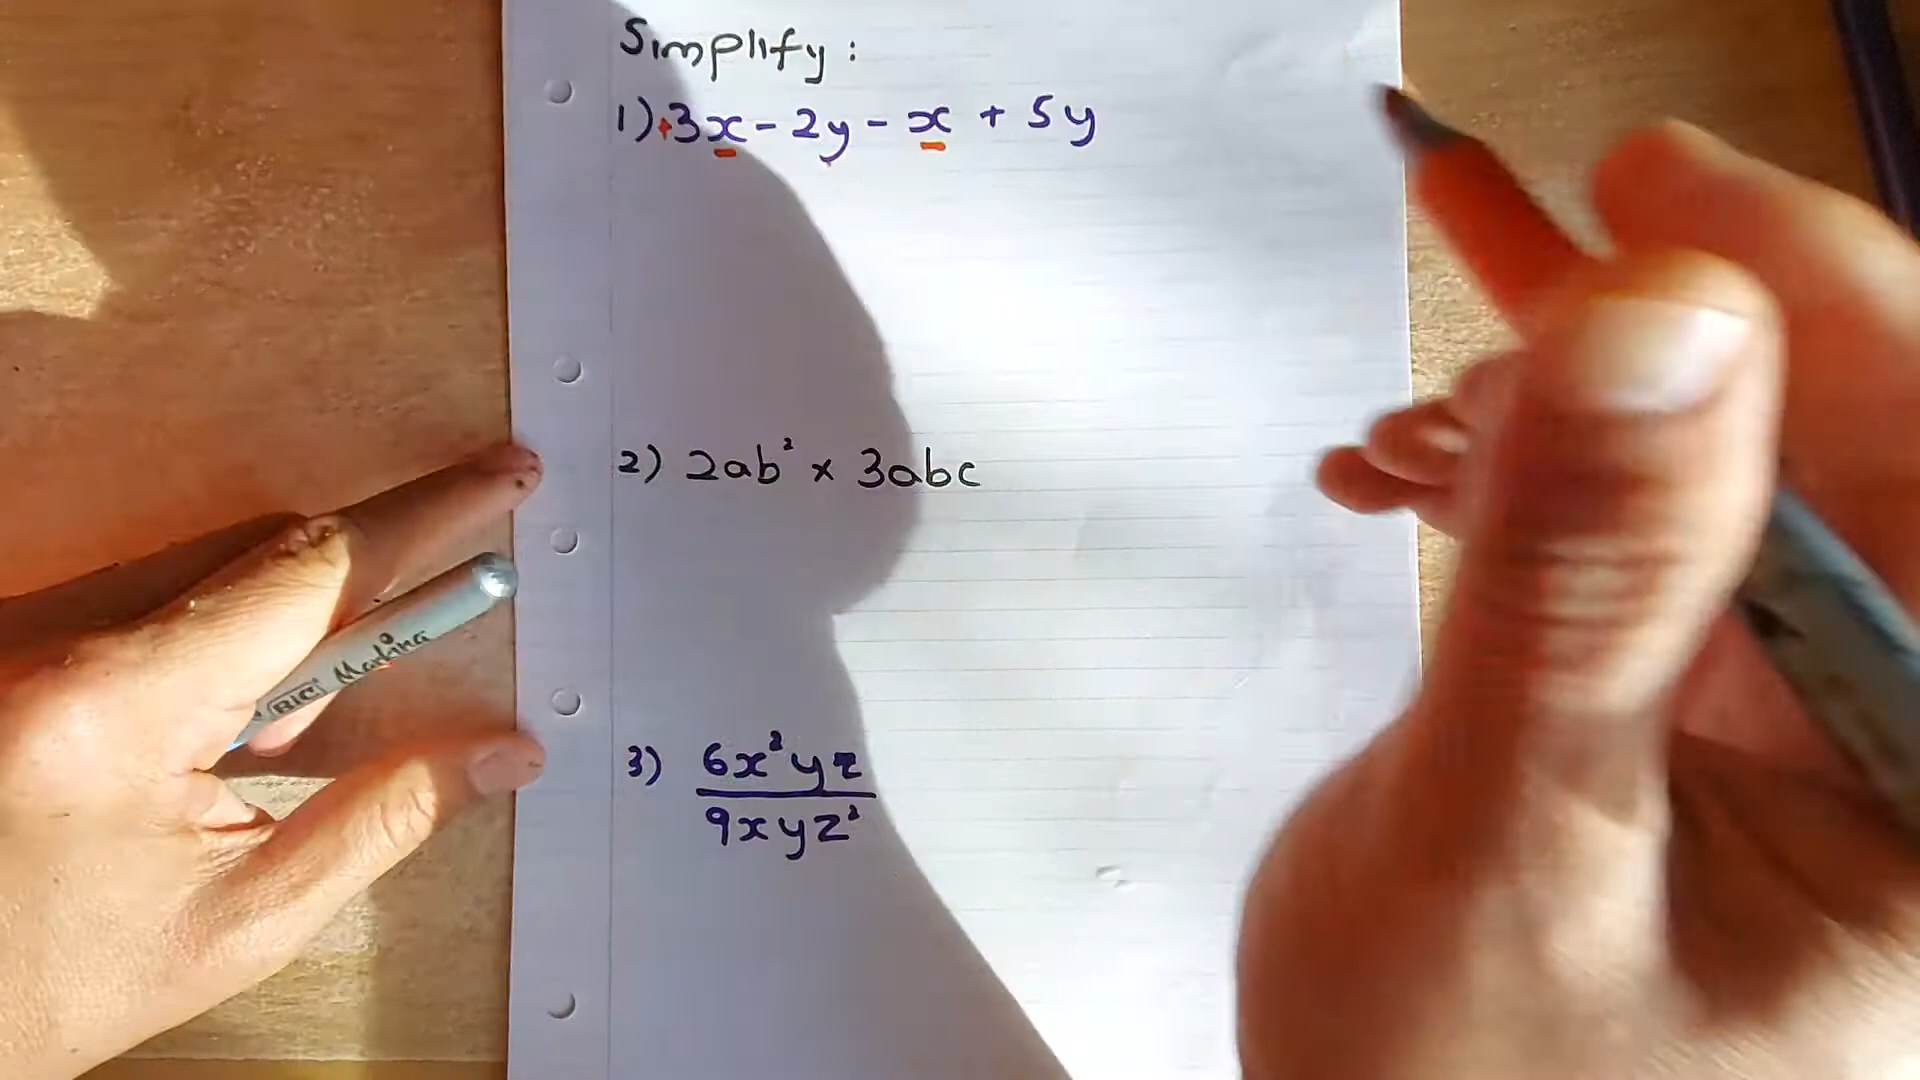 Simplify:
1) +3x - 2y - x + 5y
2) 2ab² × 3abc
BIC Marking
3) 6x²yz
9xyz²